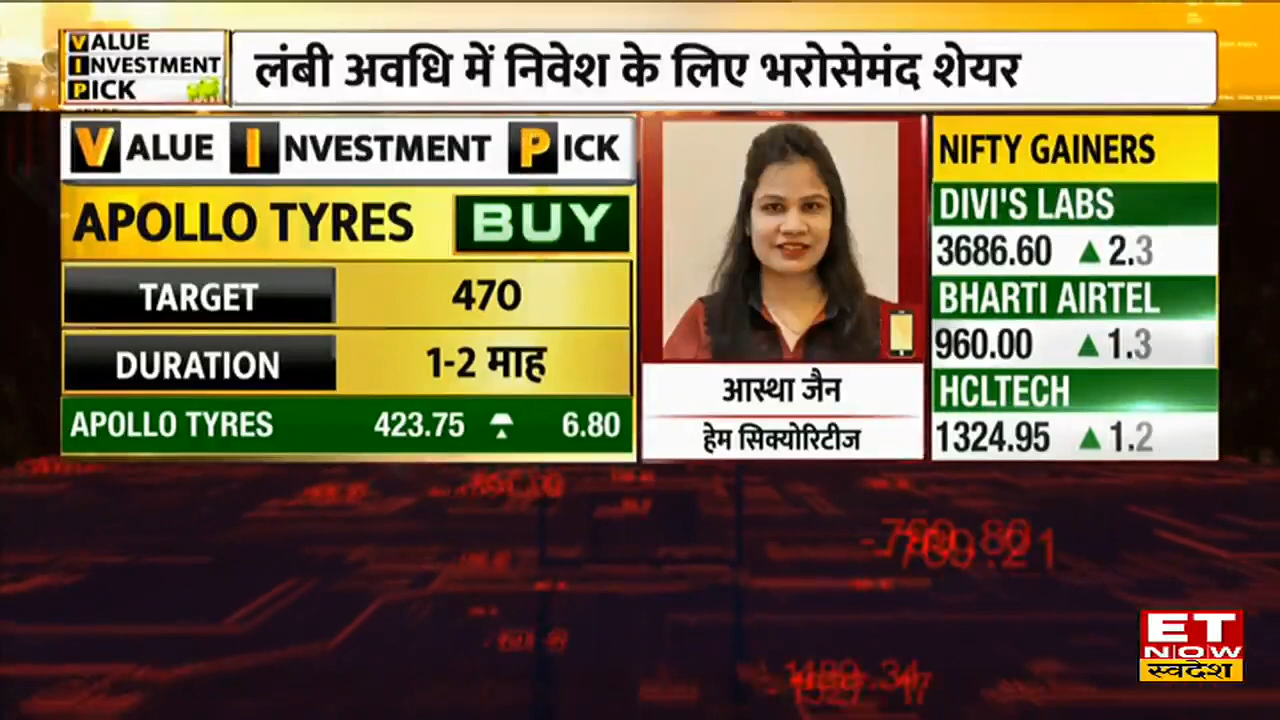 VALUE
INVESTMENT
PICK
लंबी अवधि में निवेश के लिए भरोसेमंद शेयर
VALUE INVESTMENT PICK
APOLLO TYRES BUY
TARGET 470
DURATION 1-2 माह
APOLLO TYRES 423.75 6.80
आस्था जैन
हेम सिक्योरिटीज
NIFTY GAINERS
DIVI'S LABS
3686.60 ▲ 2.3
BHARTI AIRTEL
960.00 ▲ 1.3
HCLTECH
1324.95 ▲ 1.2
ET
NOW
स्वदेश